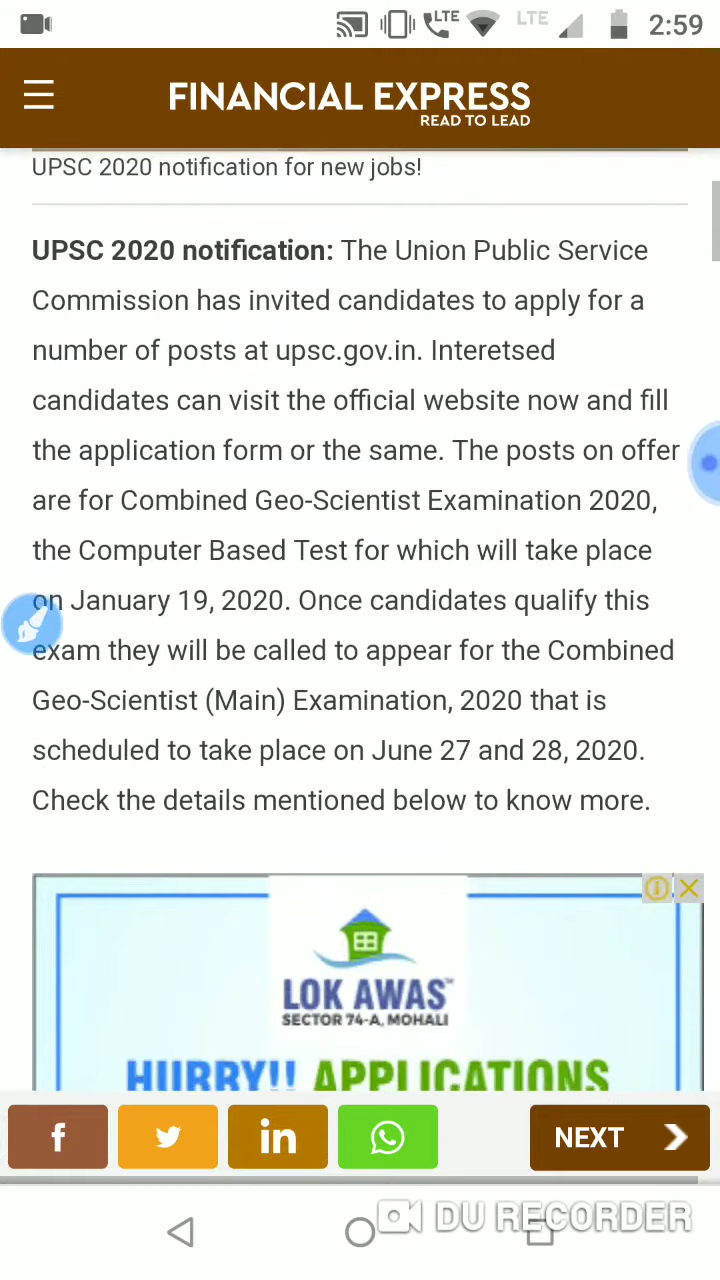 LTE LTE 2:59
FINANCIAL EXPRESS
READ TO LEAD
UPSC 2020 notification for new jobs!
UPSC 2020 notification: The Union Public Service
Commission has invited candidates to apply for a
number of posts at upsc.gov.in. Interetsed
candidates can visit the official website now and fill
the application form or the same. The posts on offer
are for Combined Geo-Scientist Examination 2020,
the Computer Based Test for which will take place
on January 19, 2020. Once candidates qualify this
exam they will be called to appear for the Combined
Geo-Scientist (Main) Examination, 2020 that is
scheduled to take place on June 27 and 28, 2020.
Check the details mentioned below to know more.
LOK AWAS™
SECTOR 74-A, MOHALI
HURRY!! APPLICATIONS
f in NEXT
DU RECORDER